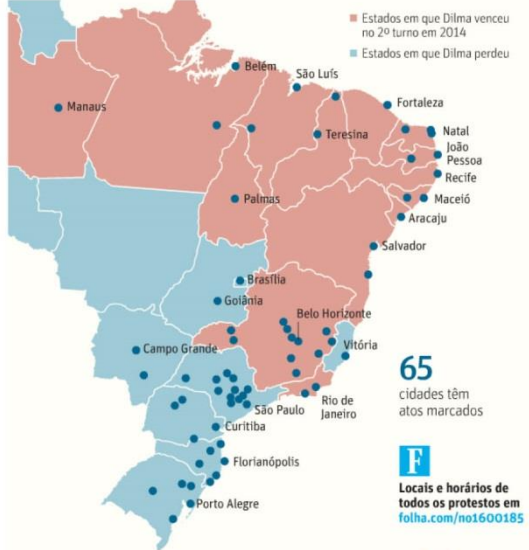 Estados em que Dilma venceu
no 2º turno em 2014
Estados em que Dilma perdeu
Belém
São Luís
Fortaleza
Manaus
Teresina
Natal
João
Pessoa
Recife
Palmas
Maceió
Aracaju
Salvador
Brasília
Goiânia
Belo Horizonte
Campo Grande
Vitória
65
cidades têm
atos marcados
São Paulo
Rio de
Janeiro
Curitiba
Florianópolis
Porto Alegre
F
Locais e horários de
todos os protestos em
folha.com/no1600185